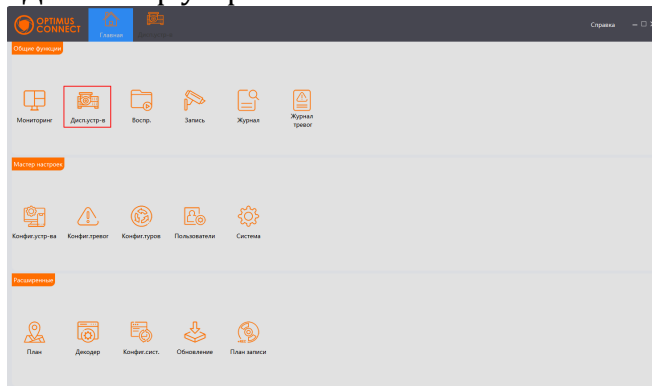 OPTIMUS
CONNECT
Главная
Справка
Общие функции
Мониторинг
Дисп.устр-в
Воспр.
Запись
Журнал
Журнал
тревог
Мастер настроек
Конфиг.устр-ва
Конфиг.тревог
Конфиг.туров
Пользователи
Система
Расширенные
План
Декодер
Конфиг.сист.
Обновление
План записи